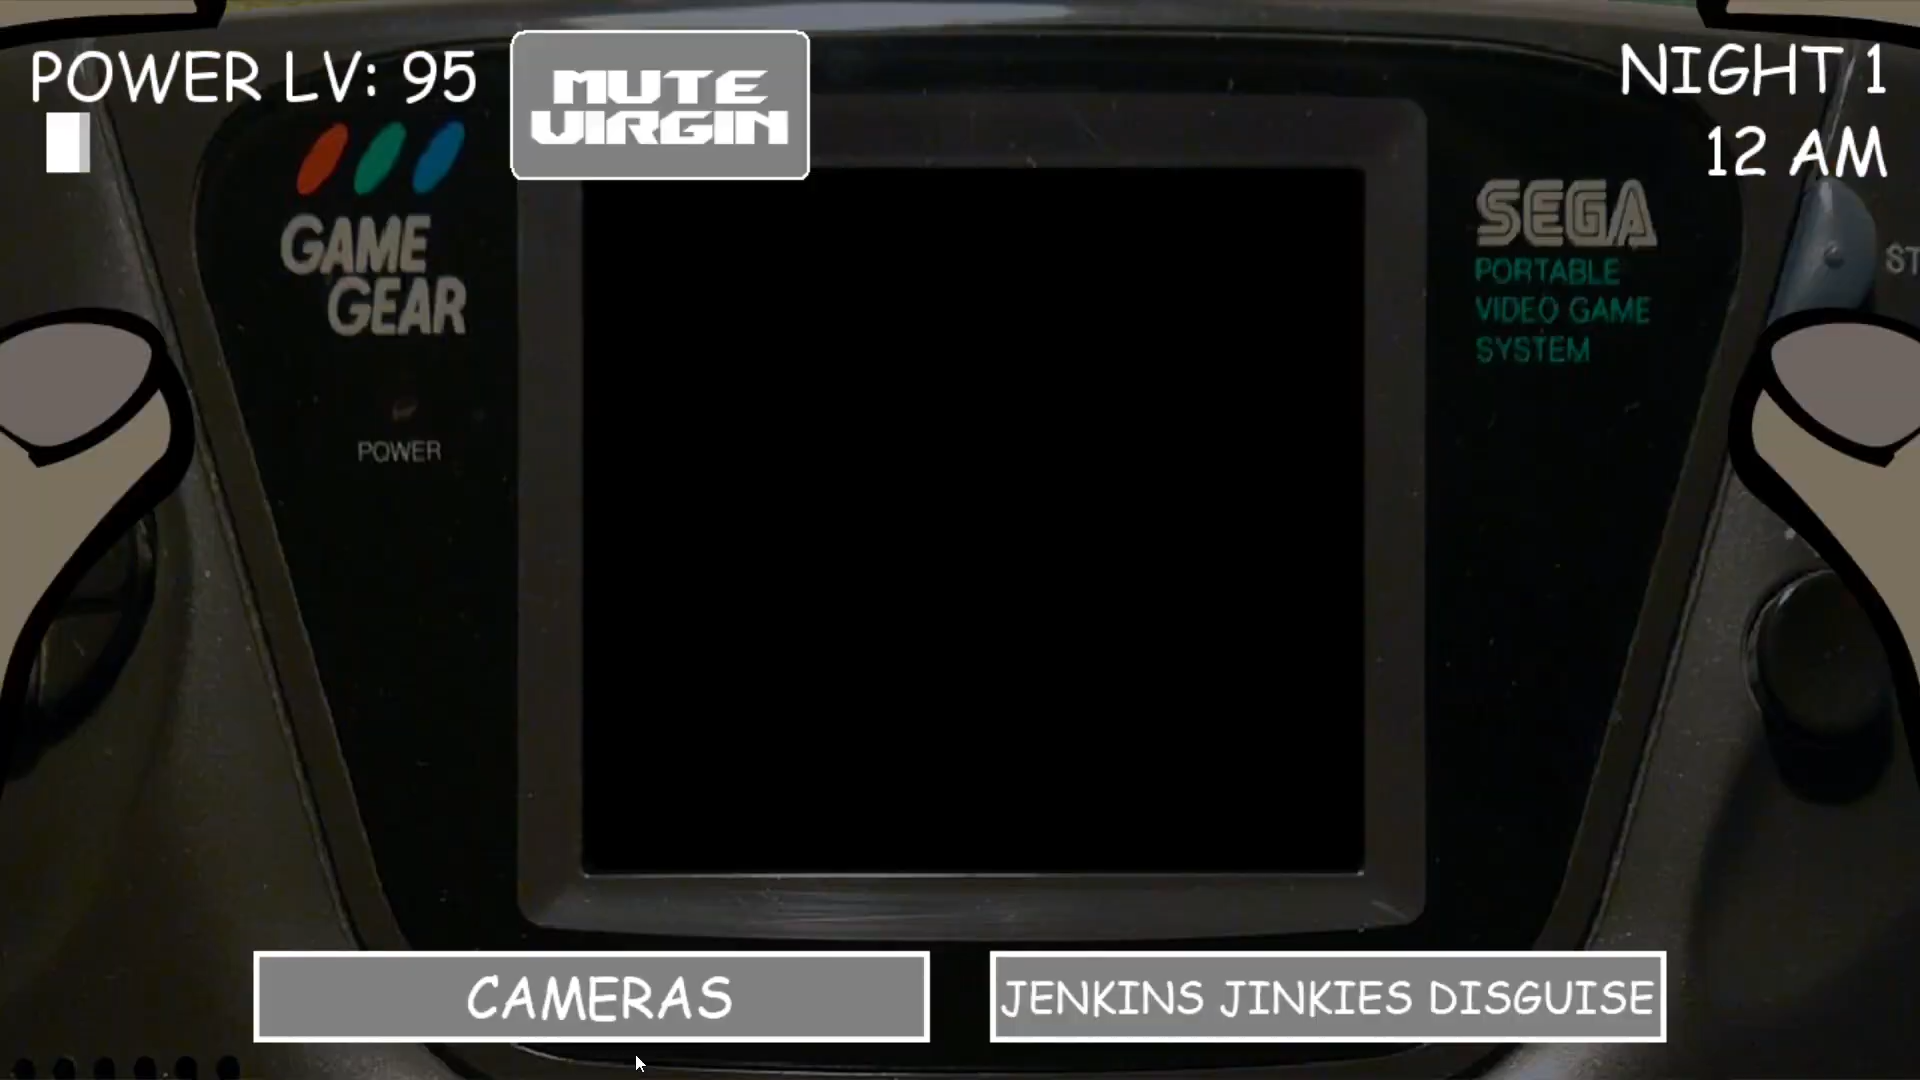 POWER LV: 95
MUTE
VIRGIN
NIGHT 1
12 AM
GAME
GEAR
SEGA
PORTABLE
VIDEO GAME
SYSTEM
ST
POWER
CAMERAS
JENKINS JINKIES DISGUISE